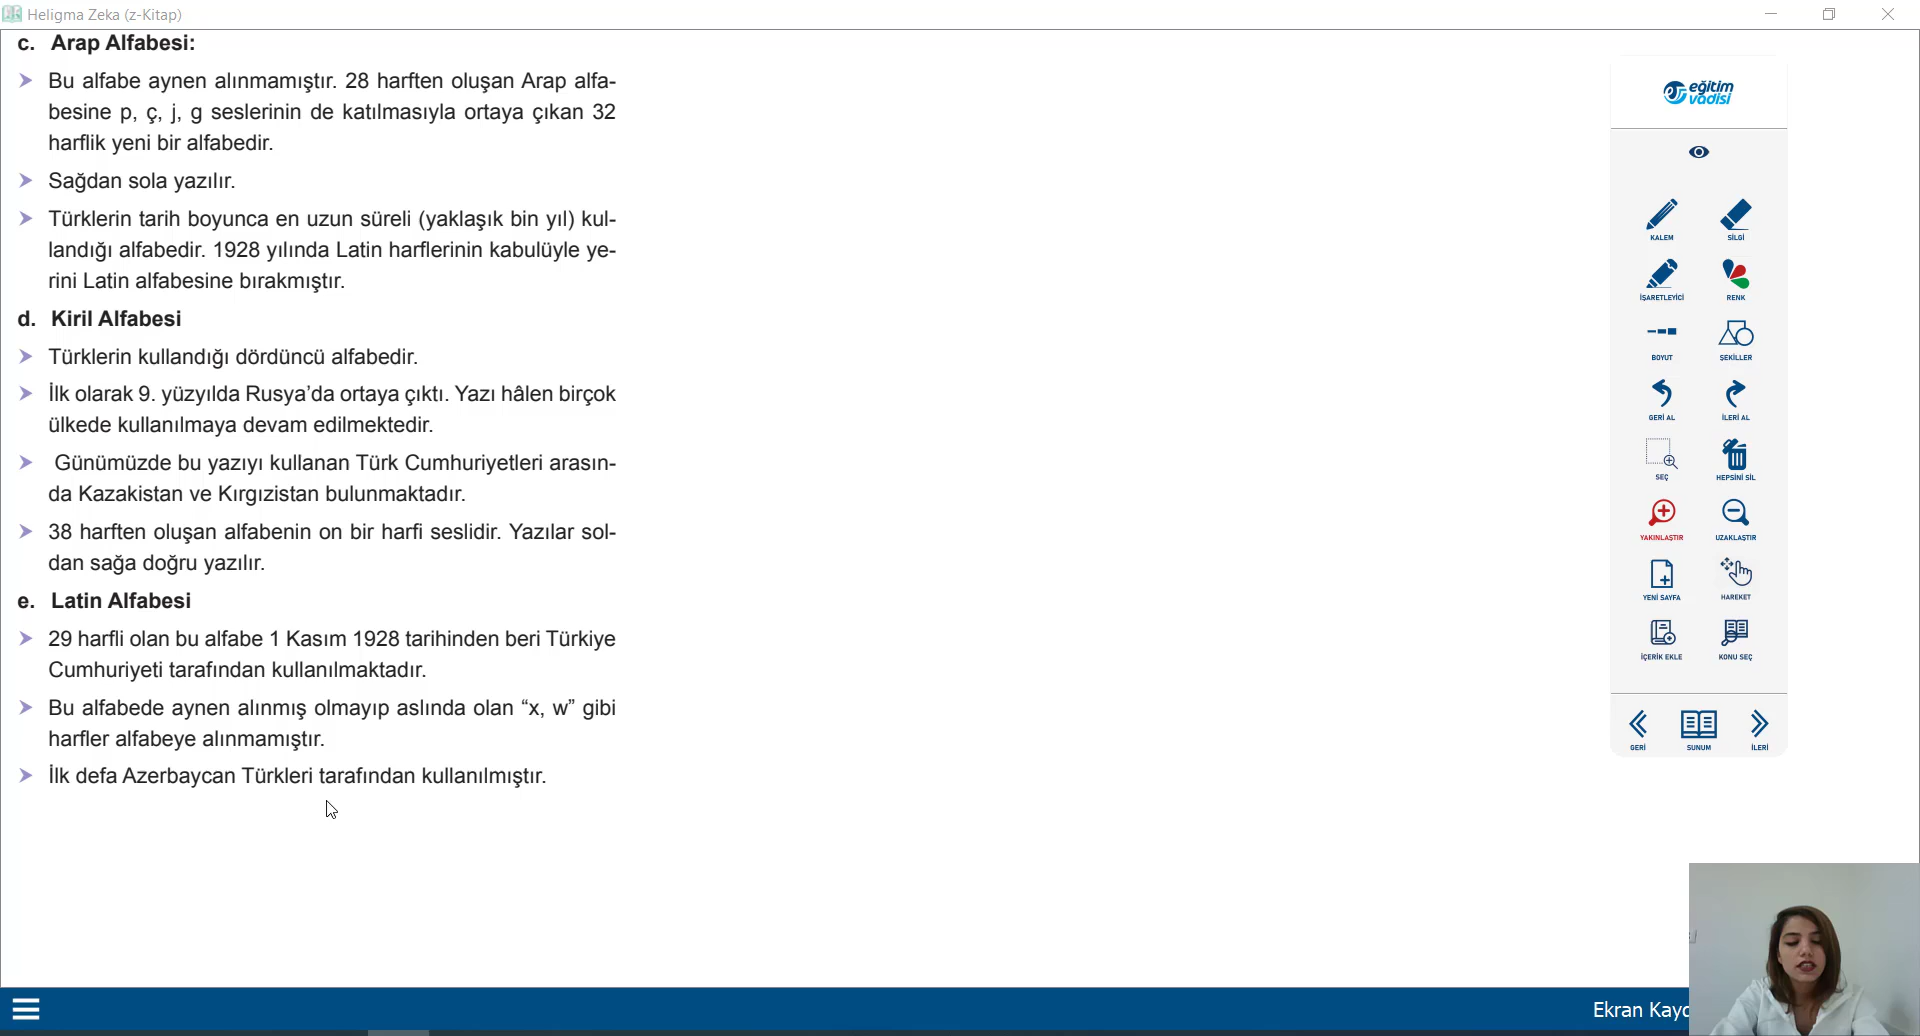 Heligma Zeka (z-Kitap)
c. Arap Alfabesi:
➤ Bu alfabe aynen alınmamıştır. 28 harften oluşan Arap alfa-
besine p, ç, j, g seslerinin de katılmasıyla ortaya çıkan 32
harflik yeni bir alfabedir.
➤ Sağdan sola yazılır.
➤ Türklerin tarih boyunca en uzun süreli (yaklaşık bin yıl) kul-
landığı alfabedir. 1928 yılında Latin harflerinin kabulüyle ye-
rini Latin alfabesine bırakmıştır.
d. Kiril Alfabesi
➤ Türklerin kullandığı dördüncü alfabedir.
➤ İlk olarak 9. yüzyılda Rusya’da ortaya çıktı. Yazı hâlen birçok
ülkede kullanılmaya devam edilmektedir.
➤ Günümüzde bu yazıyı kullanan Türk Cumhuriyetleri arasın-
da Kazakistan ve Kırgızistan bulunmaktadır.
➤ 38 harften oluşan alfabenin on bir harfi seslidir. Yazılar sol-
dan sağa doğru yazılır.
e. Latin Alfabesi
➤ 29 harfli olan bu alfabe 1 Kasım 1928 tarihinden beri Türkiye
Cumhuriyeti tarafından kullanılmaktadır.
➤ Bu alfabede aynen alınmış olmayıp aslında olan “x, w” gibi
harfler alfabeye alınmamıştır.
➤ İlk defa Azerbaycan Türkleri tarafından kullanılmıştır.
eğitim
vadisi
KALEM SİLGİ
İŞARETLEYİCİ RENK
BOYUT ŞEKİLLER
GERİ AL İLERİ AL
SEÇ HEPSİNİ SİL
YAKINLAŞTIR UZAKLAŞTIR
YENİ SAYFA HAREKET
İÇERİK EKLE KONU SEÇ
GERİ SUNUM İLERİ
Ekran